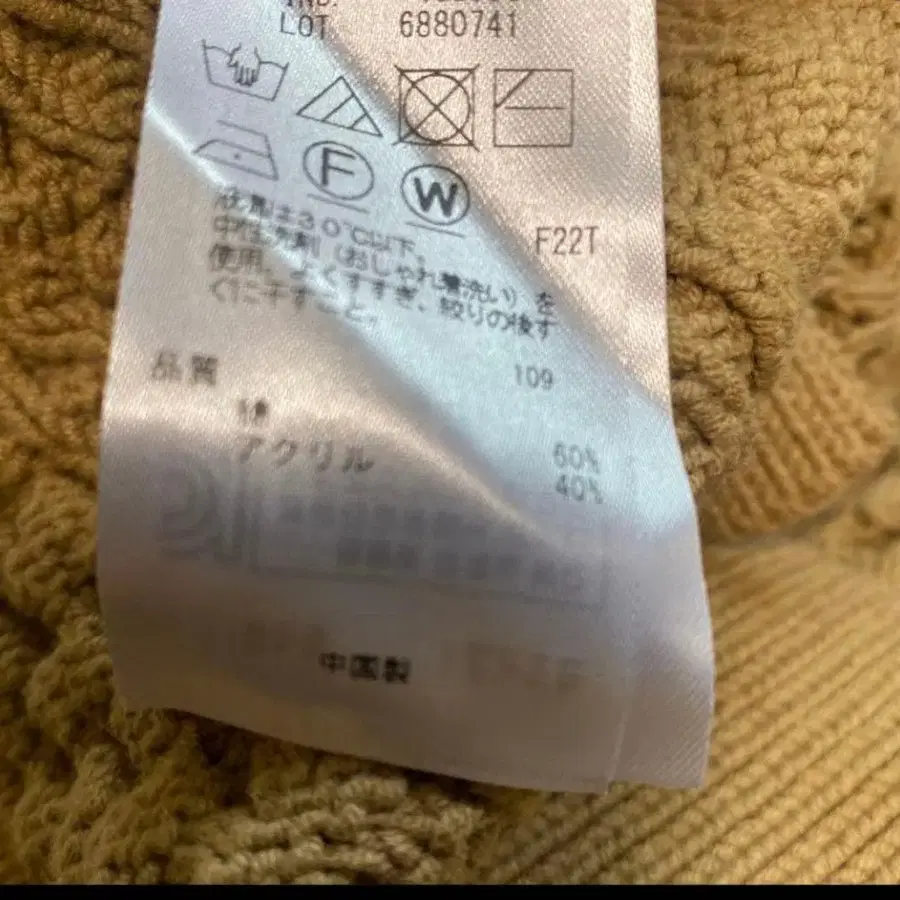 LOT 6880741
F
W
F22T
液温は30℃以下、
中性洗剤（おしゃれ着洗い）を
使用、よくすすぎ、絞りの後す
ぐに干すこと。
品質 109
綿 60%
アクリル 40%
中国製